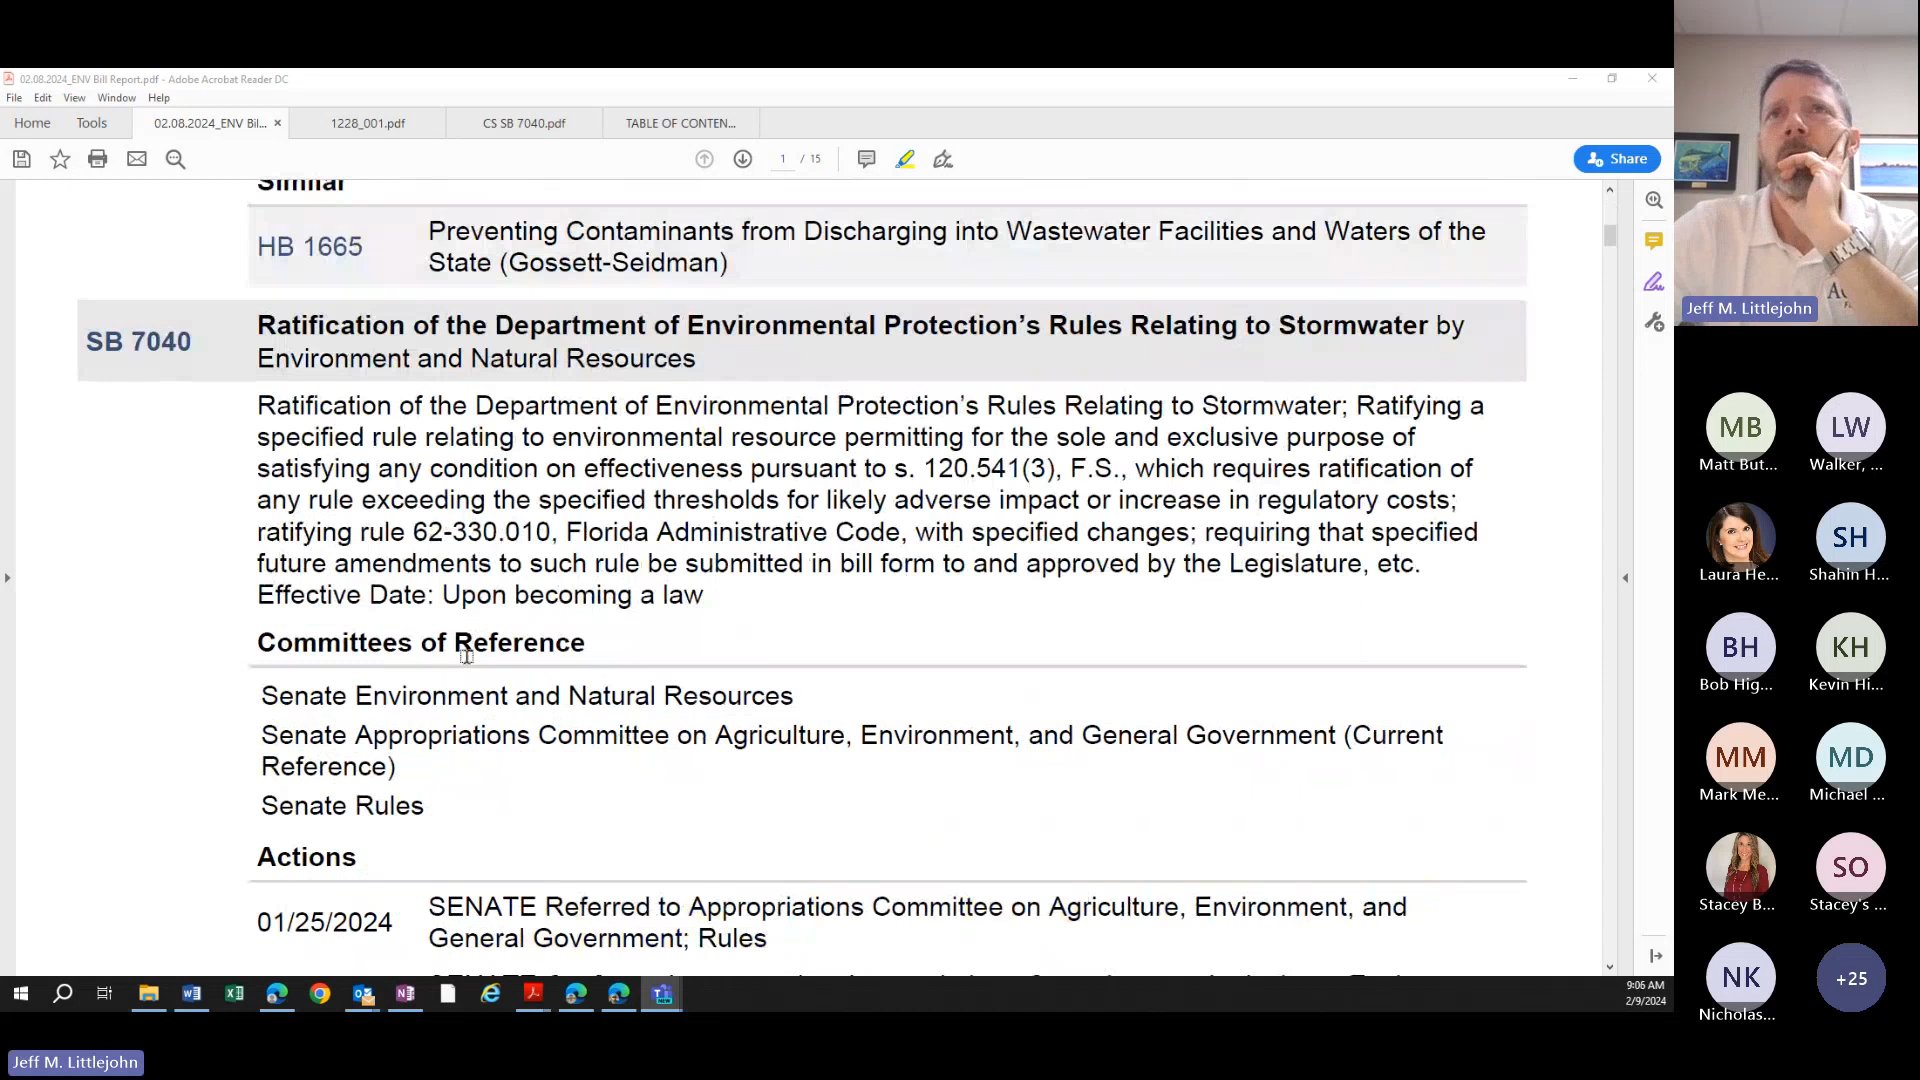 02.08.2024_ENV Bill Report.pdf - Adobe Acrobat Reader DC
File Edit View Window Help
Home Tools 02.08.2024_ENV Bil... × 1228_001.pdf CS SB 7040.pdf TABLE OF CONTEN...
1 / 15 Share
Similar
HB 1665 Preventing Contaminants from Discharging into Wastewater Facilities and Waters of the
State (Gossett-Seidman)
SB 7040 Ratification of the Department of Environmental Protection’s Rules Relating to Stormwater by
Environment and Natural Resources
Ratification of the Department of Environmental Protection’s Rules Relating to Stormwater; Ratifying a
specified rule relating to environmental resource permitting for the sole and exclusive purpose of
satisfying any condition on effectiveness pursuant to s. 120.541(3), F.S., which requires ratification of
any rule exceeding the specified thresholds for likely adverse impact or increase in regulatory costs;
ratifying rule 62-330.010, Florida Administrative Code, with specified changes; requiring that specified
future amendments to such rule be submitted in bill form to and approved by the Legislature, etc.
Effective Date: Upon becoming a law
Committees of Reference
Senate Environment and Natural Resources
Senate Appropriations Committee on Agriculture, Environment, and General Government (Current
Reference)
Senate Rules
Actions
01/25/2024 SENATE Referred to Appropriations Committee on Agriculture, Environment, and
General Government; Rules
9:06 AM
2/9/2024
Jeff M. Littlejohn
Jeff M. Littlejohn
MB LW
Matt But... Walker, ...
SH
Laura He... Shahin H...
BH KH
Bob Hig... Kevin Hi...
MM MD
Mark Me... Michael ...
SO
Stacey B... Stacey's ...
NK +25
Nicholas...